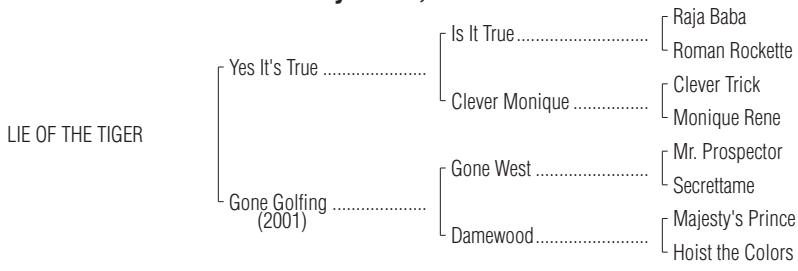 Raja Baba
Is It True
Roman Rockette
Yes It's True
Clever Trick
Clever Monique
Monique Rene
LIE OF THE TIGER
Mr. Prospector
Gone West
Secrettame
Gone Golfing
(2001)
Majesty's Prince
Damewood
Hoist the Colors